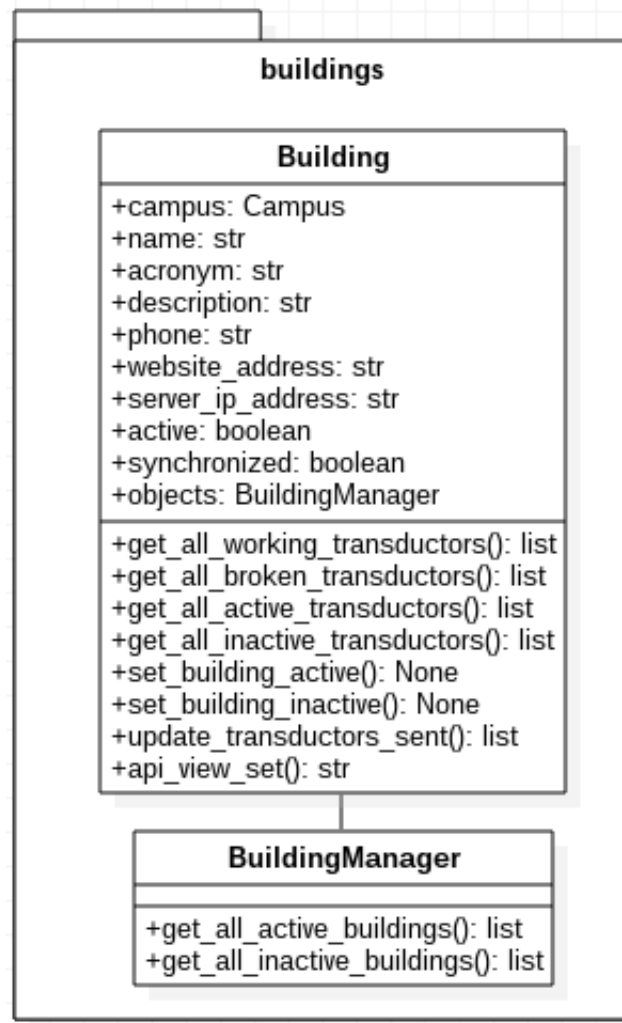 buildings
Building
+campus: Campus
+name: str
+acronym: str
+description: str
+phone: str
+website_address: str
+server_ip_address: str
+active: boolean
+synchronized: boolean
+objects: BuildingManager
+get_all_working_transductors(): list
+get_all_broken_transductors(): list
+get_all_active_transductors(): list
+get_all_inactive_transductors(): list
+set_building_active(): None
+set_building_inactive(): None
+update_transductors_sent(): list
+api_view_set(): str
BuildingManager
+get_all_active_buildings(): list
+get_all_inactive_buildings(): list